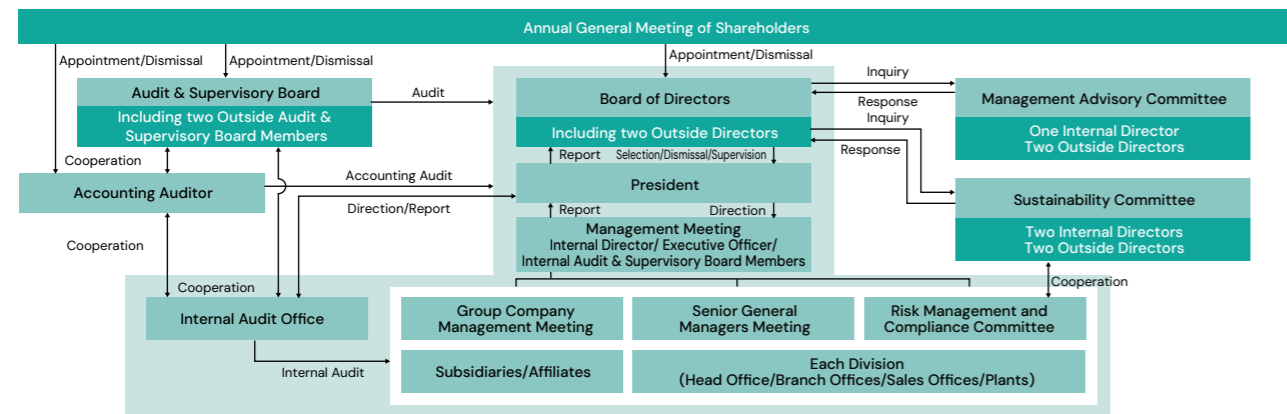 Annual General Meeting of Shareholders
Appointment/Dismissal
Appointment/Dismissal
Appointment/Dismissal
Audit & Supervisory Board
Including two Outside Audit &
Supervisory Board Members
Audit
Board of Directors
Including two Outside Directors
Inquiry
Response
Inquiry
Response
Management Advisory Committee
One Internal Director
Two Outside Directors
Cooperation
Report
Selection/Dismissal/Supervision
Accounting Auditor
Accounting Audit
President
Direction/Report
Report
Direction
Sustainability Committee
Two Internal Directors
Two Outside Directors
Management Meeting
Internal Director/ Executive Officer/
Internal Audit & Supervisory Board Members
Cooperation
Cooperation
Cooperation
Internal Audit Office
Group Company
Management Meeting
Senior General
Managers Meeting
Risk Management and
Compliance Committee
Internal Audit
Subsidiaries/Affiliates
Each Division
(Head Office/Branch Offices/Sales Offices/Plants)